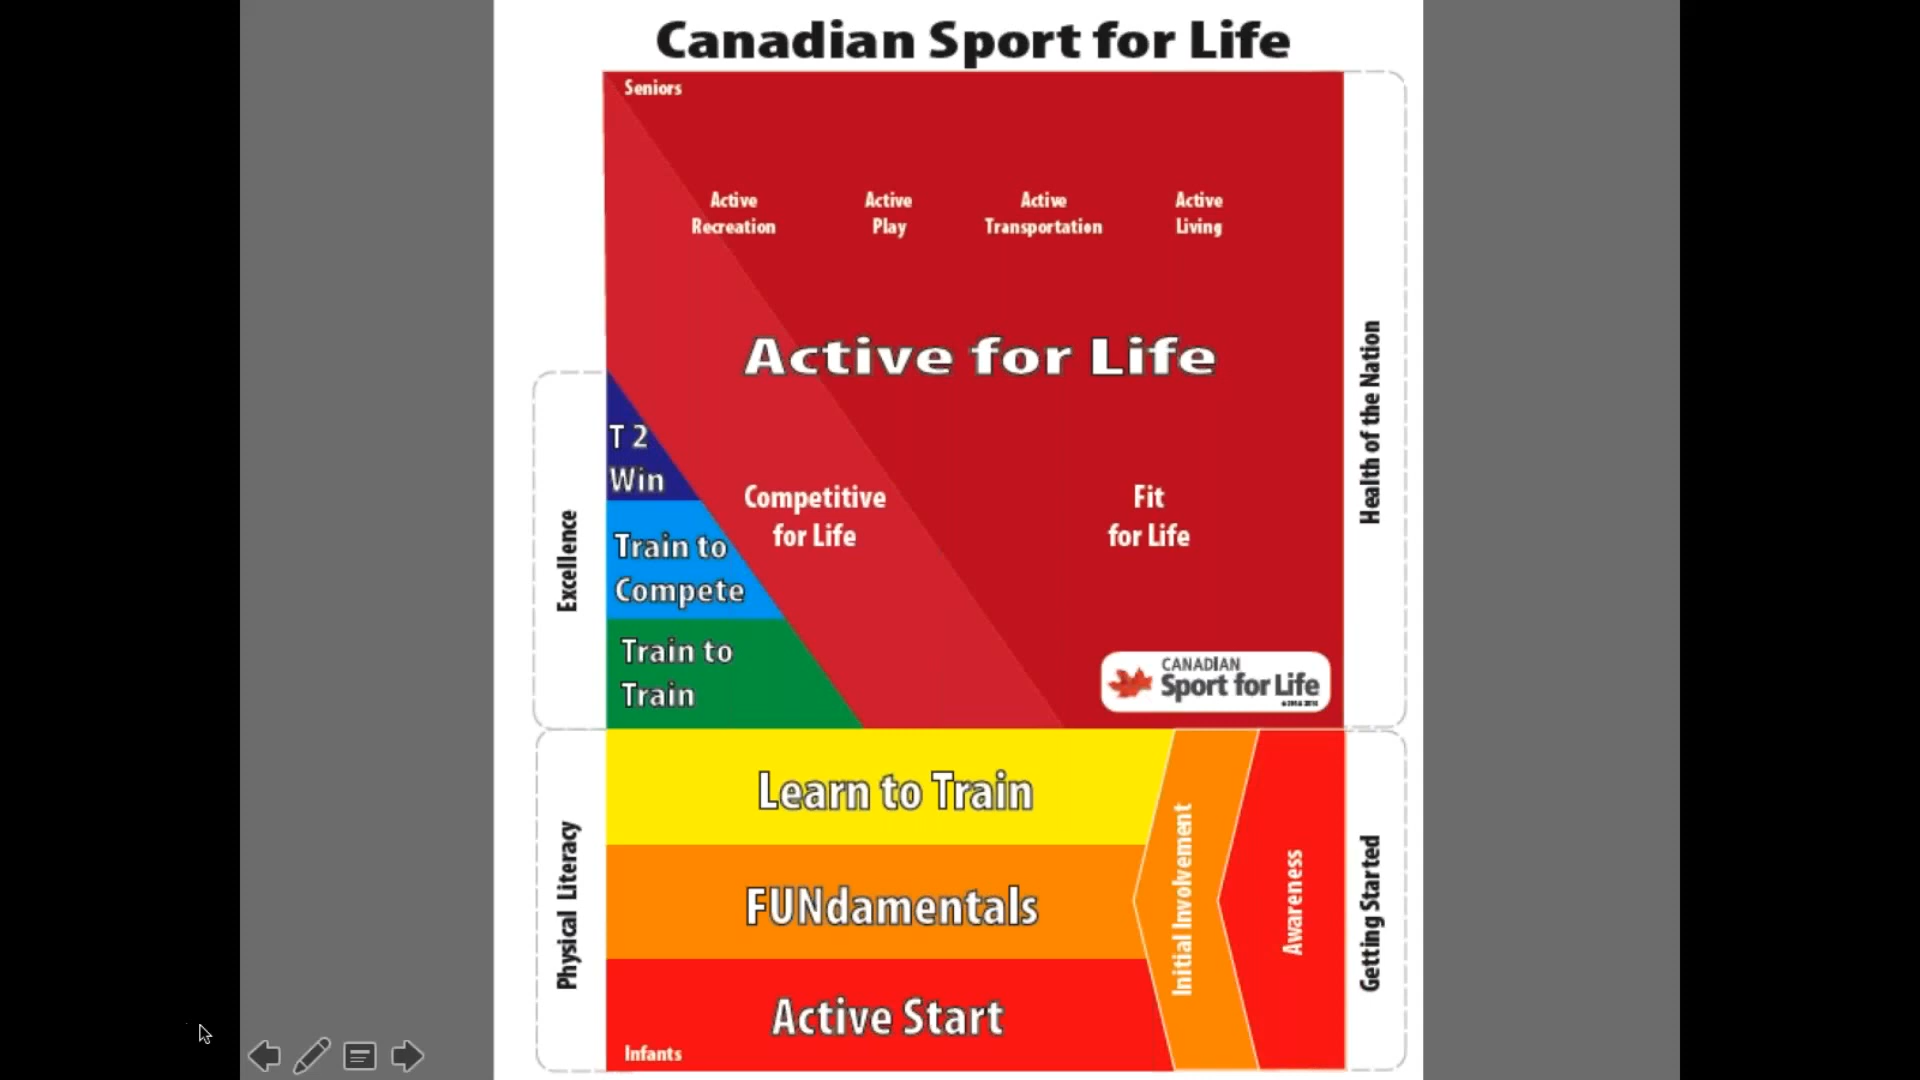 Canadian Sport for Life
Seniors
Active
Recreation
Active
Play
Active
Transportation
Active
Living
Active for Life
T 2
Win
Competitive
for Life
Fit
for Life
Train to
Compete
Train to
Train
Excellence
Health of the Nation
CANADIAN
Sport for Life
Learn to Train
FUNdamentals
Active Start
Infants
Physical Literacy
Initial Involvement
Awareness
Getting Started